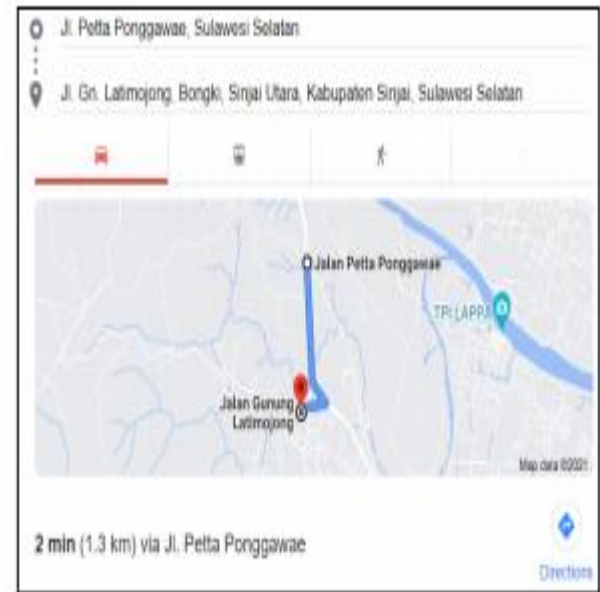 Jl. Petta Ponggawae, Sulawesi Selatan
Jl. Gn. Latimojong, Bongki, Sinjai Utara, Kabupaten Sinjai, Sulawesi Selatan
Jalan Petta Ponggawae
TPI LAPPA
Jalan Gunung
Latimojong
Map data ©2021
2 min (1.3 km) via Jl. Petta Ponggawae
Directions